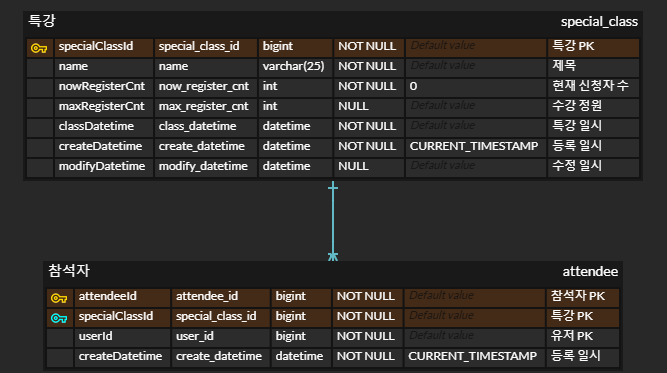 특강 special_class
specialClassId special_class_id bigint NOT NULL Default value 특강 PK
name name varchar(25) NOT NULL Default value 제목
nowRegisterCnt now_register_cnt int NOT NULL 0 현재 신청자 수
maxRegisterCnt max_register_cnt int NULL Default value 수강 정원
classDatetime class_datetime datetime NOT NULL Default value 특강 일시
createDatetime create_datetime datetime NOT NULL CURRENT_TIMESTAMP 등록 일시
modifyDatetime modify_datetime datetime NULL Default value 수정 일시
참석자 attendee
attendeeId attendee_id bigint NOT NULL Default value 참석자 PK
specialClassId special_class_id bigint NOT NULL Default value 특강 PK
userId user_id bigint NOT NULL Default value 유저 PK
createDatetime create_datetime datetime NOT NULL CURRENT_TIMESTAMP 등록 일시